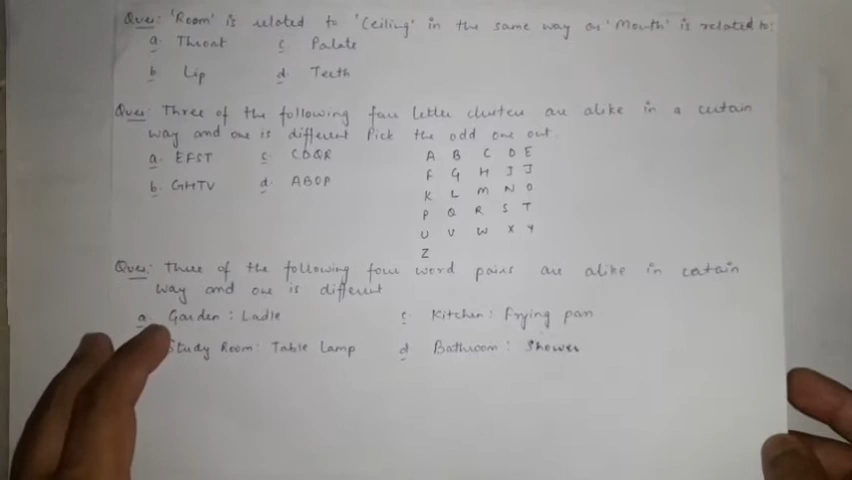 Ques: 'Room' is related to 'Ceiling' in the same way as 'Mouth' is related to:
a. Throat c. Palate
b. Lip d. Teeth
Ques: Three of the following four letter clusters are alike in a certain
way and one is different Pick the odd one out.
a. EFST c. CDQR
b. GHTV d. ABOP
A B C D E
F G H I J
K L M N O
P Q R S T
U V W X Y
Z
Ques: Three of the following four word pairs are alike in certain
way and one is different
a. Garden : Ladle c. Kitchen : Frying pan
Study Room : Table Lamp d. Bathroom : Shower